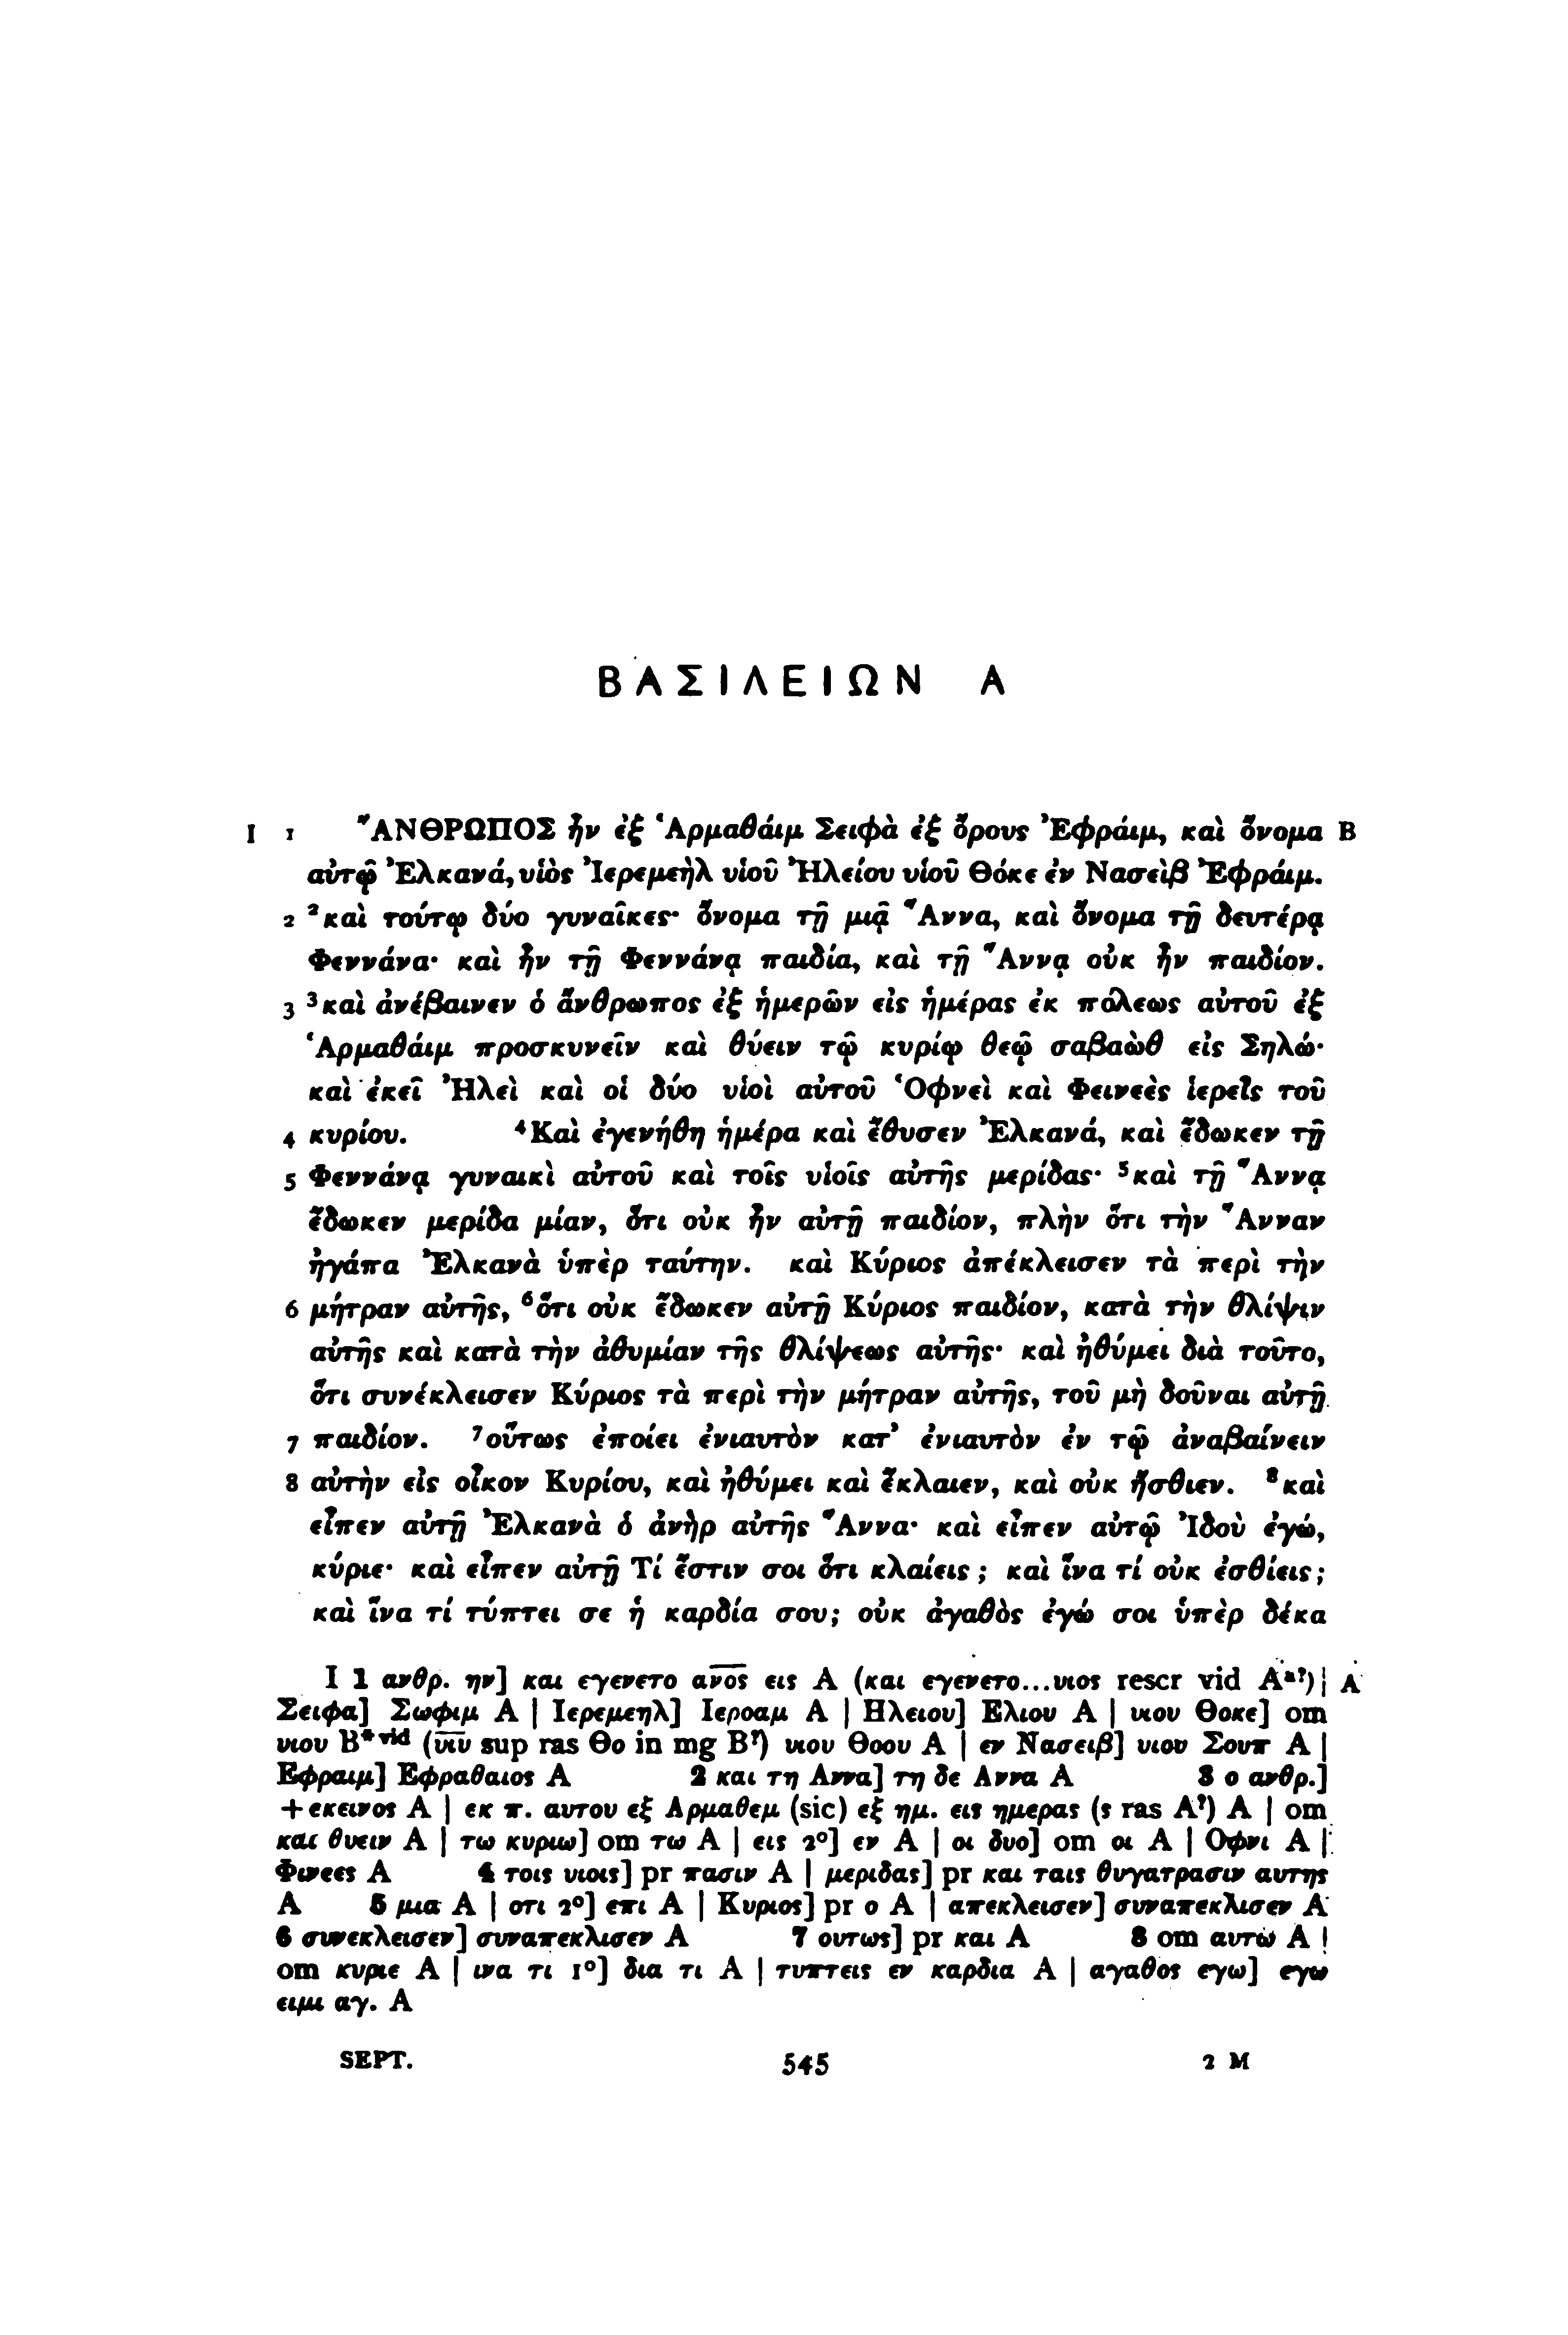 ΒΑΣΙΛΕΙΩΝ Α
I 1 ἌΝΘΡΩΠΟΣ ἦν ἐξ Ἁρμαθάιμ Σειφὰ ἐξ ὄρους Ἐφράιμ, καὶ ὄνομα B
αὐτῷ Ἐλκανά, υἱὸς Ἰερεμεὴλ υἱοῦ Ἠλείου υἱοῦ Θόκε ἐν Νασεὶβ Ἐφράιμ.
2 ²καὶ τούτῳ δύο γυναῖκες· ὄνομα τῇ μιᾷ Ἅννα, καὶ ὄνομα τῇ δευτέρᾳ
Φεννάνα· καὶ ἦν τῇ Φεννάνᾳ παιδία, καὶ τῇ Ἅννᾳ οὐκ ἦν παιδίον.
3 ³καὶ ἀνέβαινεν ὁ ἄνθρωπος ἐξ ἡμερῶν εἰς ἡμέρας ἐκ πόλεως αὐτοῦ ἐξ
Ἁρμαθάιμ προσκυνεῖν καὶ θύειν τῷ κυρίῳ θεῷ σαβαὼθ εἰς Σηλώ·
καὶ ἐκεῖ Ἠλεὶ καὶ οἱ δύο υἱοὶ αὐτοῦ Ὁφνεὶ καὶ Φεινεὲς ἱερεῖς τοῦ
4 κυρίου. ⁴Καὶ ἐγενήθη ἡμέρα καὶ ἔθυσεν Ἐλκανά, καὶ ἔδωκεν τῇ
5 Φεννάνᾳ γυναικὶ αὐτοῦ καὶ τοῖς υἱοῖς αὐτῆς μερίδας· ⁵καὶ τῇ Ἅννᾳ
ἔδωκεν μερίδα μίαν, ὅτι οὐκ ἦν αὐτῇ παιδίον, πλὴν ὅτι τὴν Ἅνναν
ἠγάπα Ἐλκανὰ ὑπὲρ ταύτην. καὶ Κύριος ἀπέκλεισεν τὰ περὶ τὴν
6 μήτραν αὐτῆς, ⁶ὅτι οὐκ ἔδωκεν αὐτῇ Κύριος παιδίον, κατὰ τὴν θλίψιν
αὐτῆς καὶ κατὰ τὴν ἀθυμίαν τῆς θλίψεως αὐτῆς· καὶ ἠθύμει διὰ τοῦτο,
ὅτι συνέκλεισεν Κύριος τὰ περὶ τὴν μήτραν αὐτῆς, τοῦ μὴ δοῦναι αὐτῇ
7 παιδίον. ⁷οὕτως ἐποίει ἐνιαυτὸν κατ᾽ ἐνιαυτὸν ἐν τῷ ἀναβαίνειν
8 αὐτὴν εἰς οἶκον Κυρίου, καὶ ἠθύμει καὶ ἔκλαιεν, καὶ οὐκ ἤσθιεν. ⁸καὶ
εἶπεν αὐτῇ Ἐλκανὰ ὁ ἀνὴρ αὐτῆς Ἅννα· καὶ εἶπεν αὐτῷ Ἰδοὺ ἐγώ,
κύριε· καὶ εἶπεν αὐτῇ Τί ἔστιν σοι ὅτι κλαίεις; καὶ ἵνα τί οὐκ ἐσθίεις;
καὶ ἵνα τί τύπτει σε ἡ καρδία σου; οὐκ ἀγαθὸς ἐγώ σοι ὑπὲρ δέκα
I 1 ανθρ. ην] και εγενετο α̅ν̅ο̅ς̅ εις A (και εγενετο...υιος rescr vid Aᵃ?) | A
Σειφα] Σωφιμ A | Ιερεμεηλ] Ιεροαμ A | Ηλειου] Ελιου A | υιου Θοκε] om
υιου B*ᵛⁱᵈ (υ̅ι̅υ̅ sup ras Θο in mg B?) υιου Θοου A | εν Νασειβ] υιου Σουπ A |
Εφραιμ] Εφραθαιος A 2 και τη Αννα] τη δε Αννα A 3 ο ανθρ.]
+εκεινος A | εκ π. αυτου εξ Αρμαθεμ (sic) εξ ημ. εις ημερας (ς ras A?) A | om
και θυειν A | τω κυριω] om τω A | εις 2°] εν A | οι δυο] om οι A | Οφνι A |
Φινεες A 4 τοις υιοις] pr πασιν A | μεριδας] pr και ταις θυγατρασιν αυτης
A 5 μια A | οτι 2°] επι A | Κυριος] pr ο A | απεκλεισεν] συναπεκλισεν A
6 συνεκλεισεν] συναπεκλισεν A 7 ουτως] pr και A 8 om αυτω A |
om κυριε A | ινα τι 1°] δια τι A | τυπτεις εν καρδια A | αγαθος εγω] εγω
ειμι αγ. A
SEPT. 545 2 M